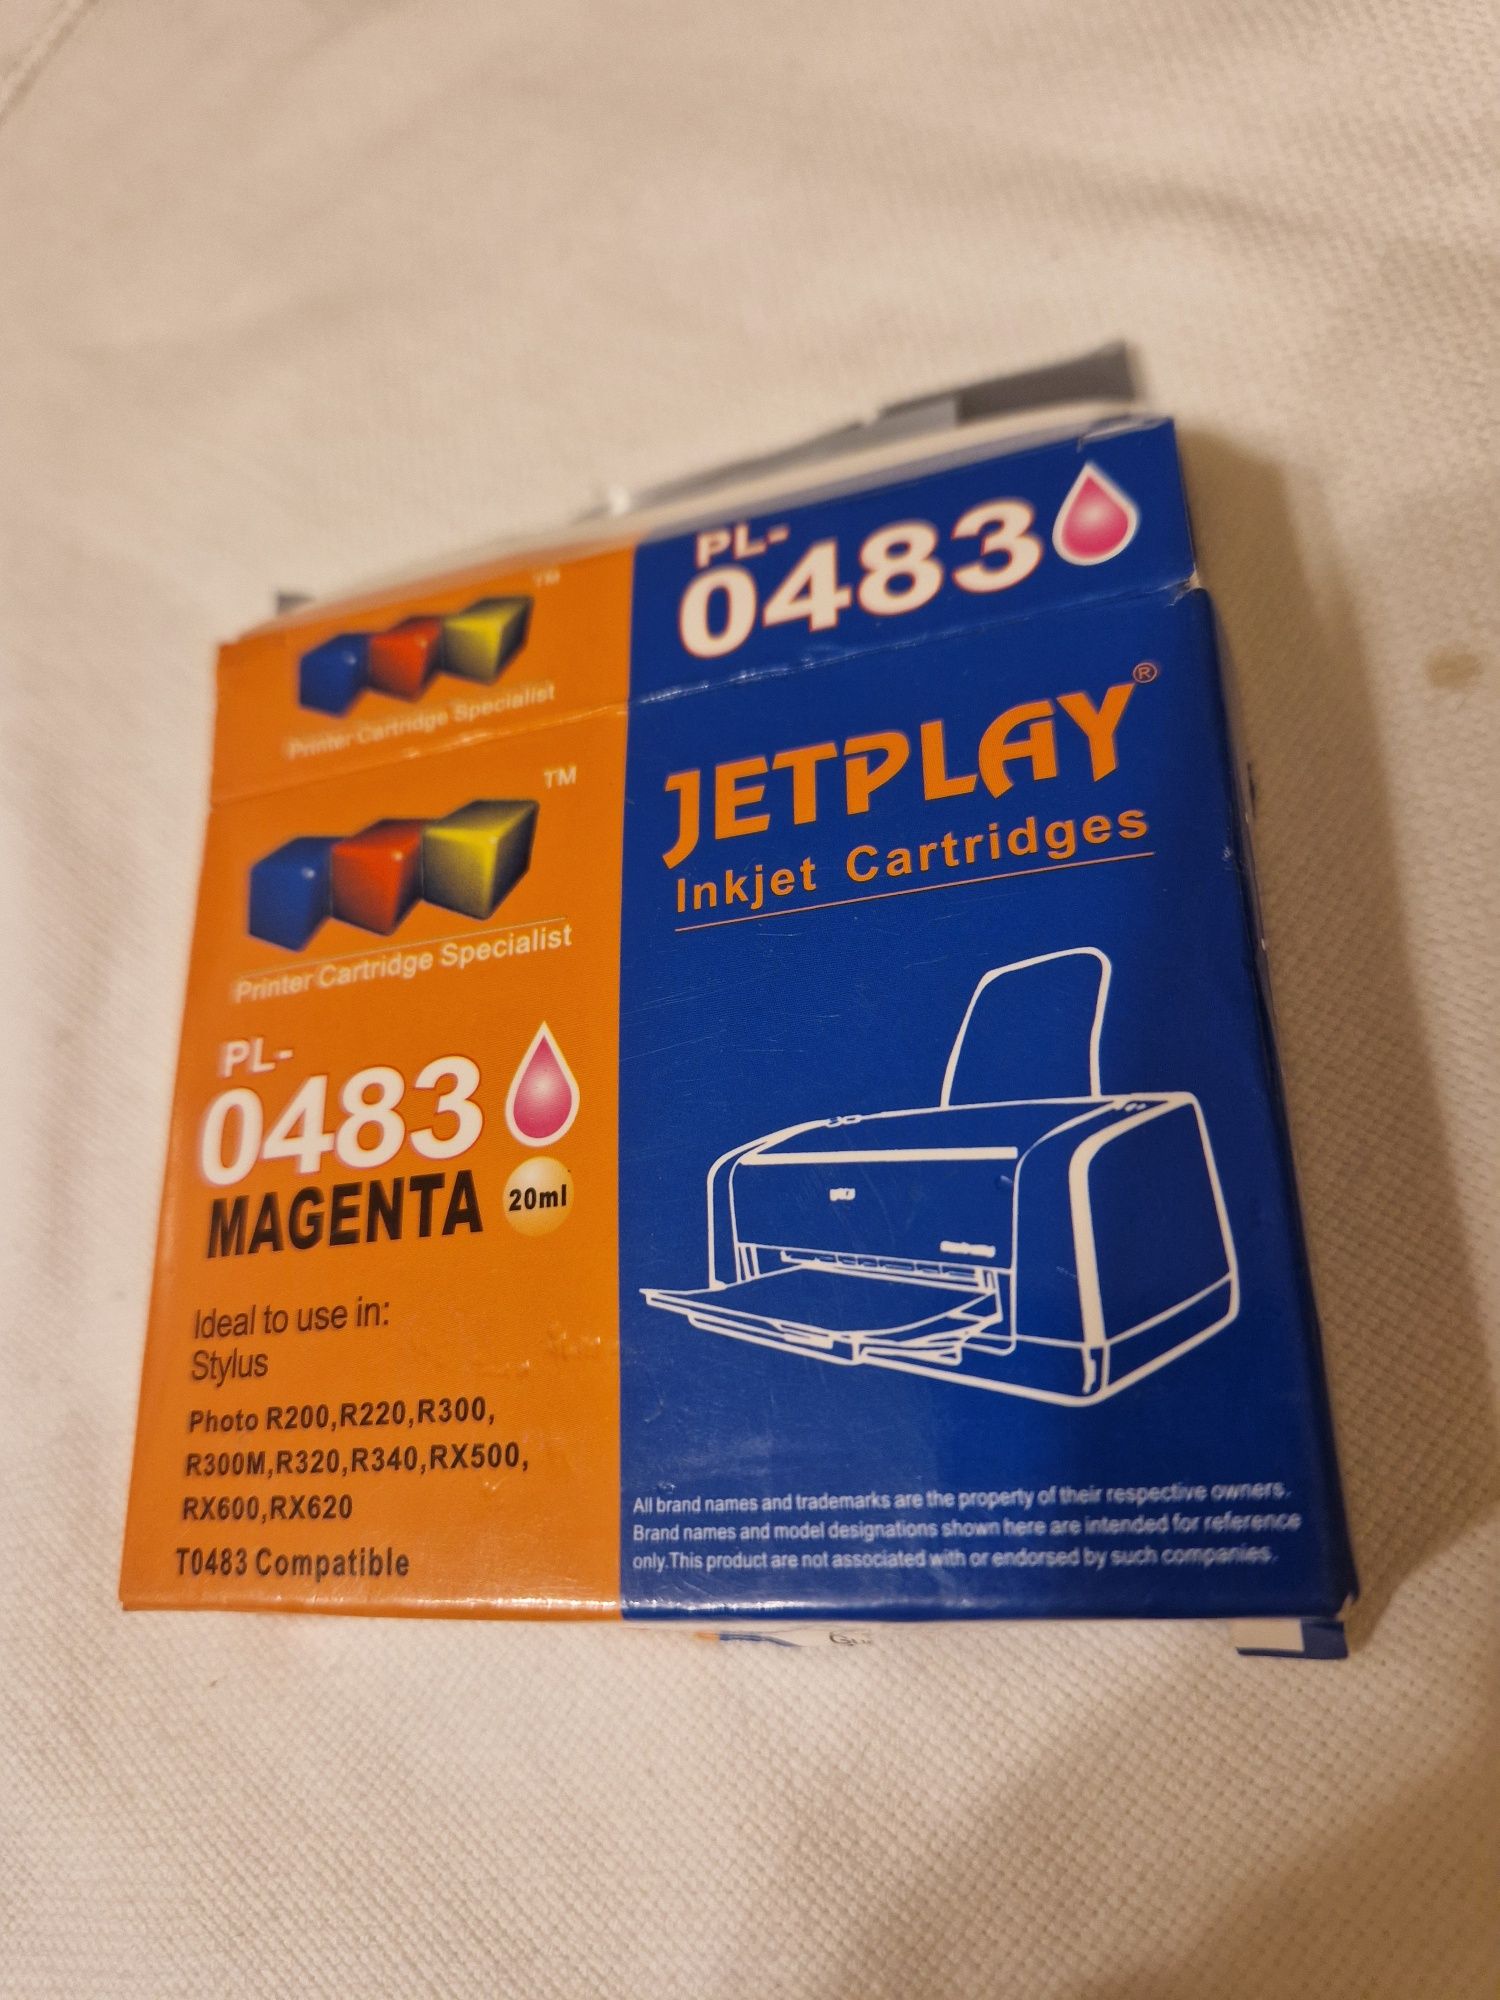 PL-
0483
TM
Printer Cartridge Specialist
JETPLAY®
Inkjet Cartridges
TM
Printer Cartridge Specialist
PL-
0483
MAGENTA
20ml
Ideal to use in:
Stylus
Photo R200,R220,R300,
R300M,R320,R340,RX500,
RX600,RX620
T0483 Compatible
All brand names and trademarks are the property of their respective owners.
Brand names and model designations shown here are intended for reference
only.This product are not associated with or endorsed by such companies.